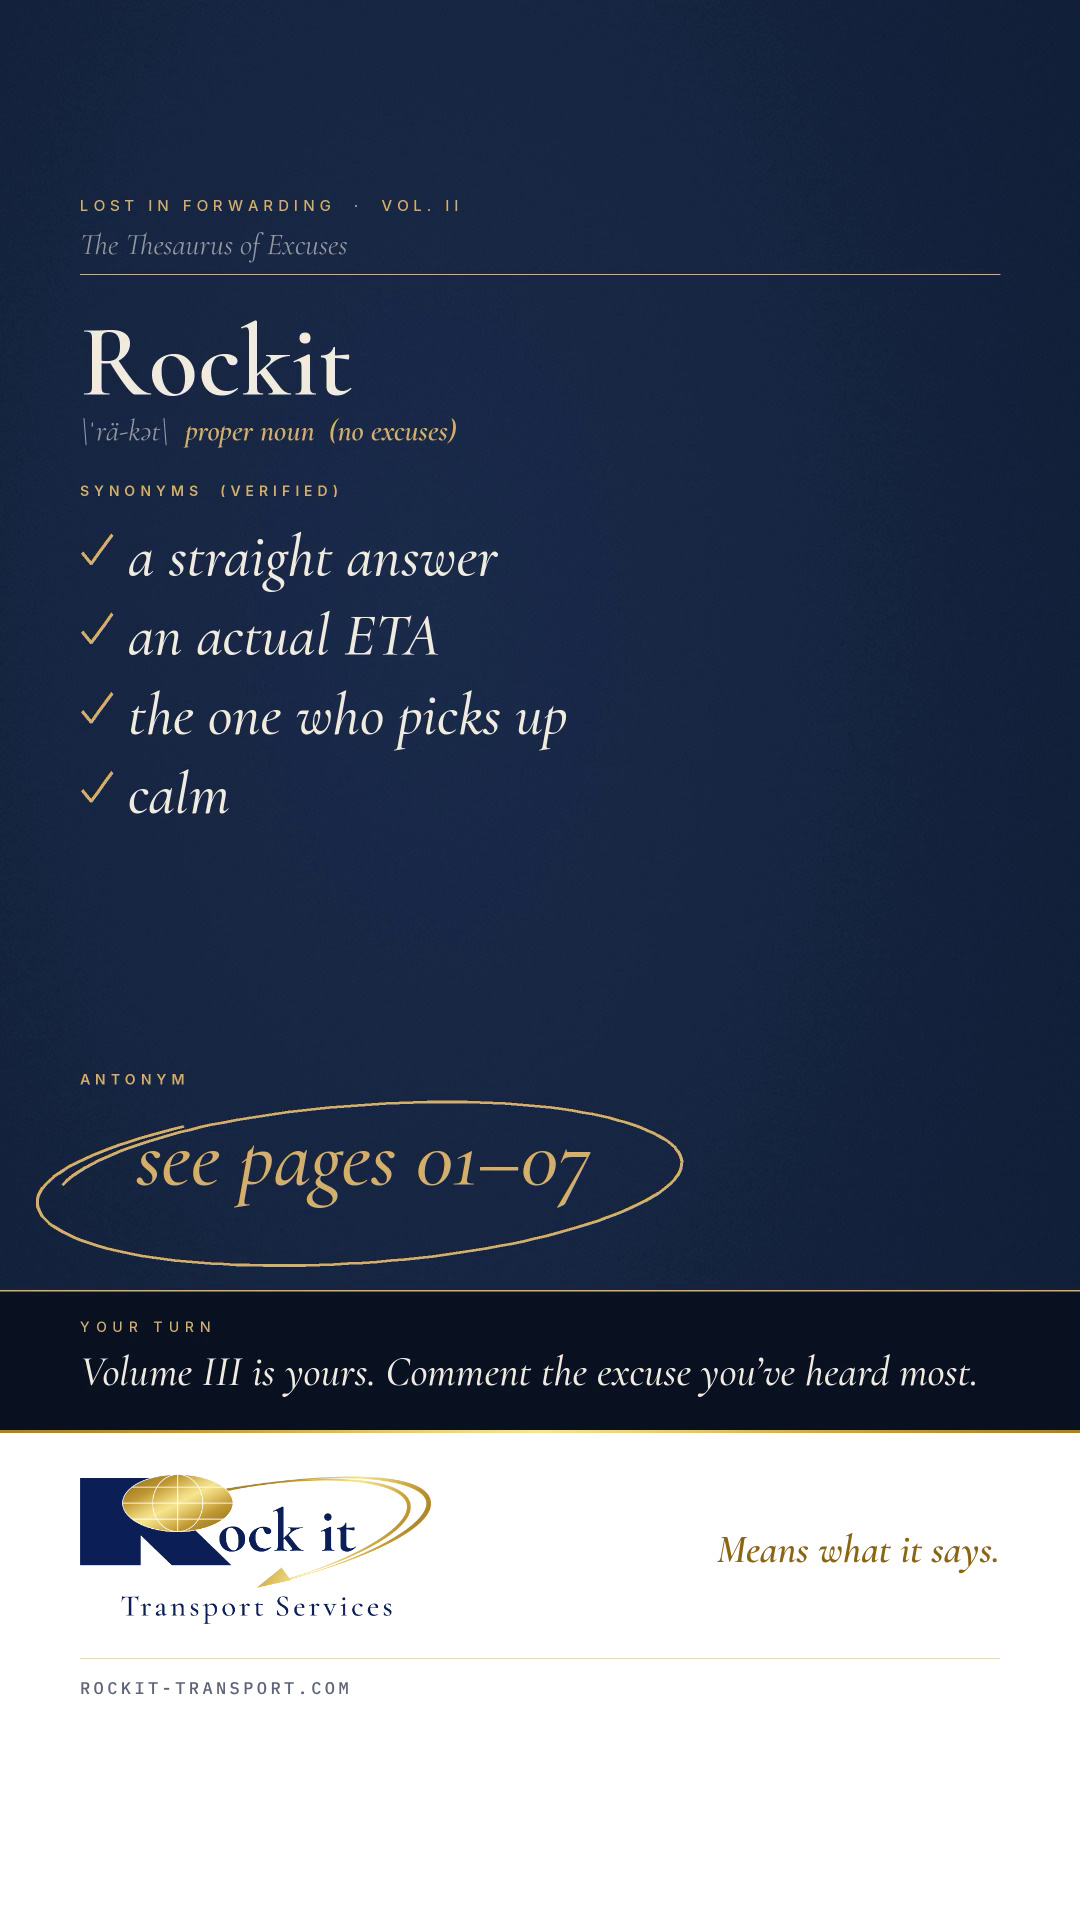 LOST IN FORWARDING · VOL. II
The Thesaurus of Excuses
Rockit
\ˈrä-kət\ proper noun (no excuses)
SYNONYMS (VERIFIED)
✓ a straight answer
✓ an actual ETA
✓ the one who picks up
✓ calm
ANTONYM
see pages 01–07
YOUR TURN
Volume III is yours. Comment the excuse you’ve heard most.
Rock it
Transport Services
Means what it says.
ROCKIT-TRANSPORT.COM